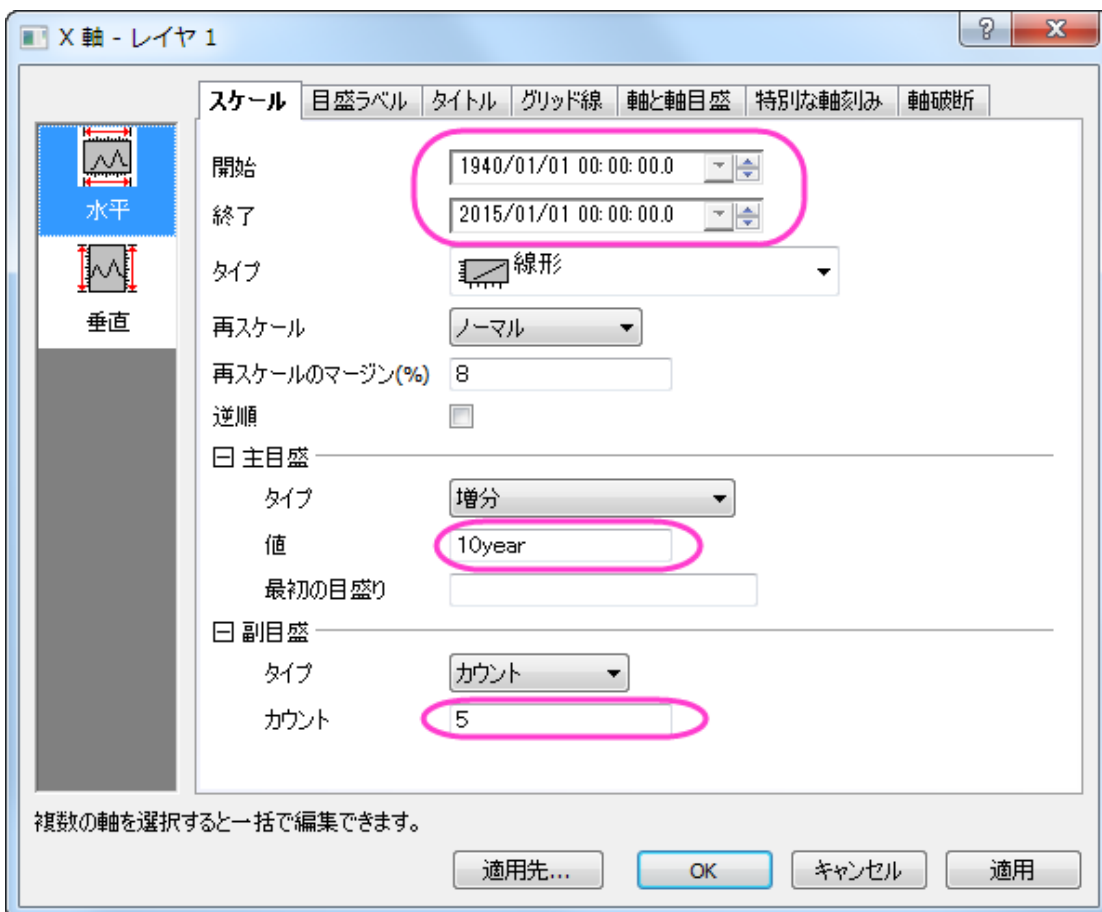 X 軸 - レイヤ 1
スケール 目盛ラベル タイトル グリッド線 軸と軸目盛 特別な軸刻み 軸破断
水平
垂直
開始 1940/01/01 00:00:00.0
終了 2015/01/01 00:00:00.0
タイプ 線形
再スケール ノーマル
再スケールのマージン(%) 8
逆順
主目盛
タイプ 増分
値 10year
最初の目盛り
副目盛
タイプ カウント
カウント 5
複数の軸を選択すると一括で編集できます。
適用先... OK キャンセル 適用